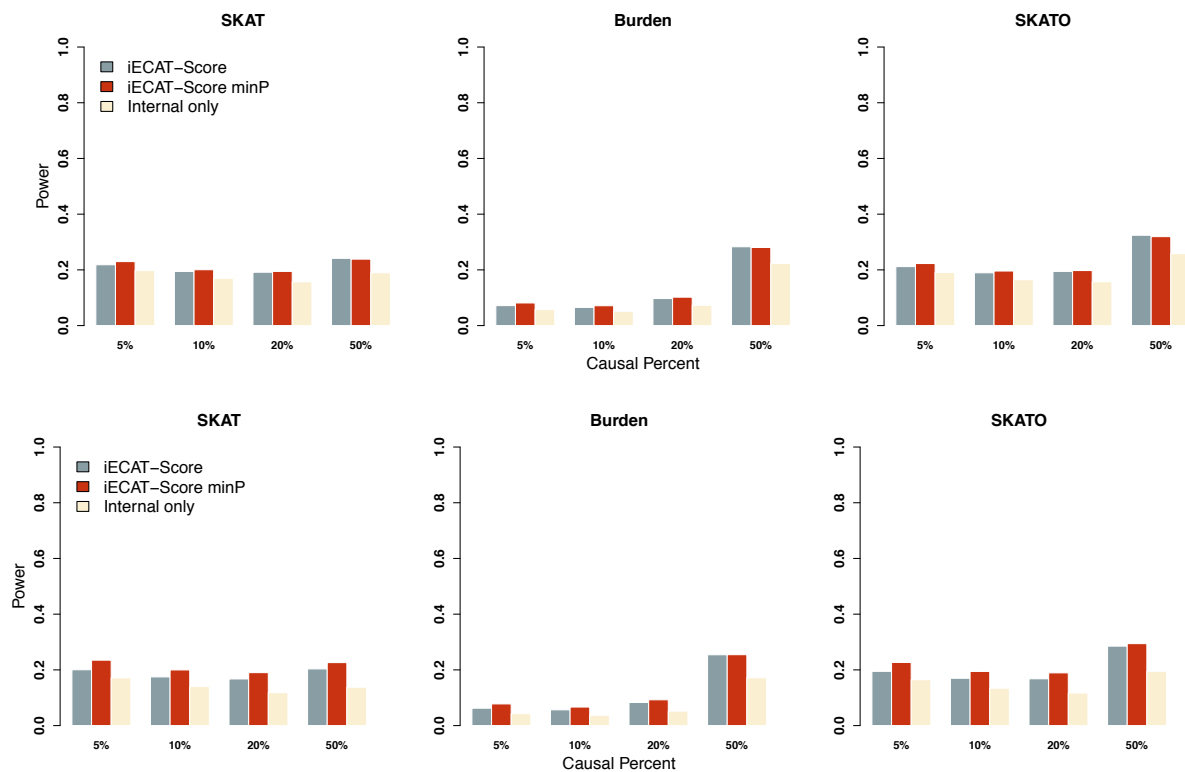 SKAT
Burden
SKATO
iECAT−Score
iECAT−Score minP
Internal only
Power
0.0 0.2 0.4 0.6 0.8 1.0
0.0 0.2 0.4 0.6 0.8 1.0
0.0 0.2 0.4 0.6 0.8 1.0
5% 10% 20% 50%
5% 10% 20% 50%
5% 10% 20% 50%
Causal Percent
SKAT
Burden
SKATO
iECAT−Score
iECAT−Score minP
Internal only
Power
0.0 0.2 0.4 0.6 0.8 1.0
0.0 0.2 0.4 0.6 0.8 1.0
0.0 0.2 0.4 0.6 0.8 1.0
5% 10% 20% 50%
5% 10% 20% 50%
5% 10% 20% 50%
Causal Percent